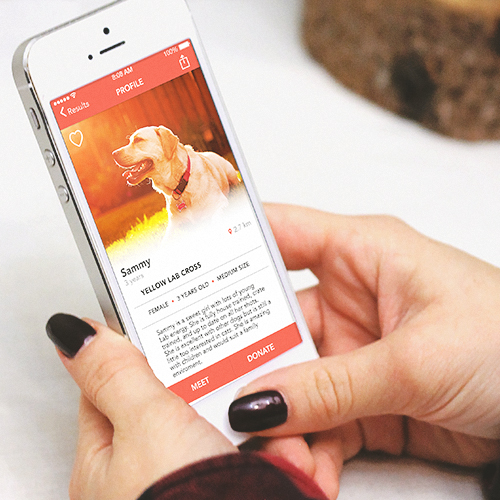 8:08 AM 100%
Results PROFILE
Sammy
3 years 2.7 km
YELLOW LAB CROSS
FEMALE • 3 YEARS OLD • MEDIUM SIZE
Sammy is a sweet girl with lots of young
Lab energy. She is fully house trained, crate
trained, and up to date on all her shots.
She is excellent with other dogs but is still a
little too interested in cats! She is amazing
with children and would suit a family
enviroment.
MEET DONATE